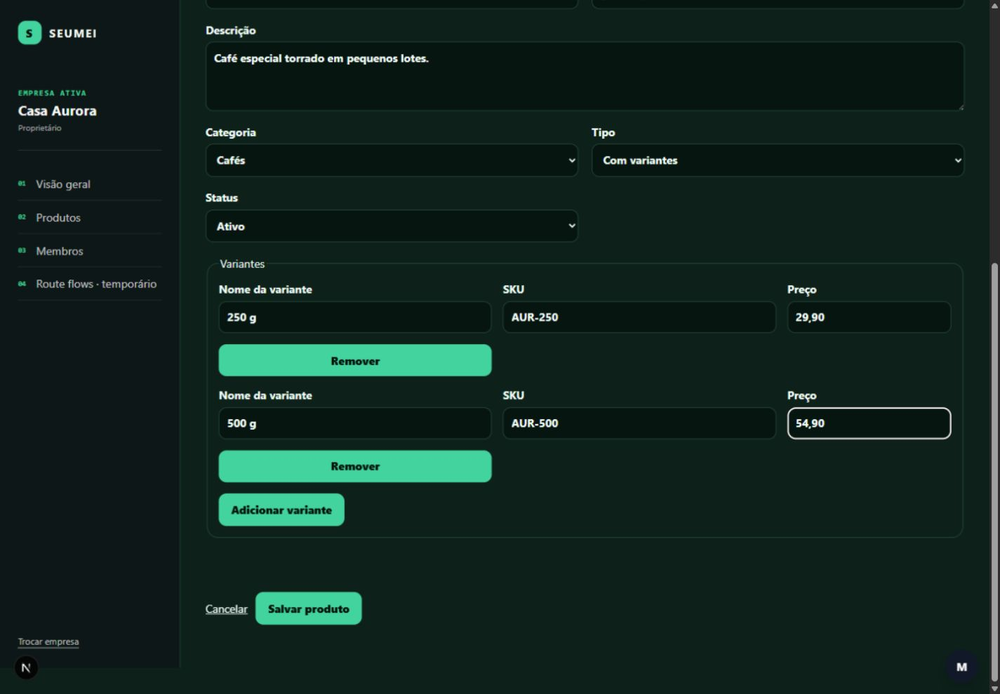 S SEUMEI
EMPRESA ATIVA
Casa Aurora
Proprietário
01 Visão geral
02 Produtos
03 Membros
04 Route flows · temporário
Trocar empresa
N
Descrição
Café especial torrado em pequenos lotes.
Categoria Tipo
Cafés Com variantes
Status
Ativo
Variantes
Nome da variante SKU Preço
250 g AUR-250 29,90
Remover
Nome da variante SKU Preço
500 g AUR-500 54,90
Remover
Adicionar variante
Cancelar Salvar produto
M